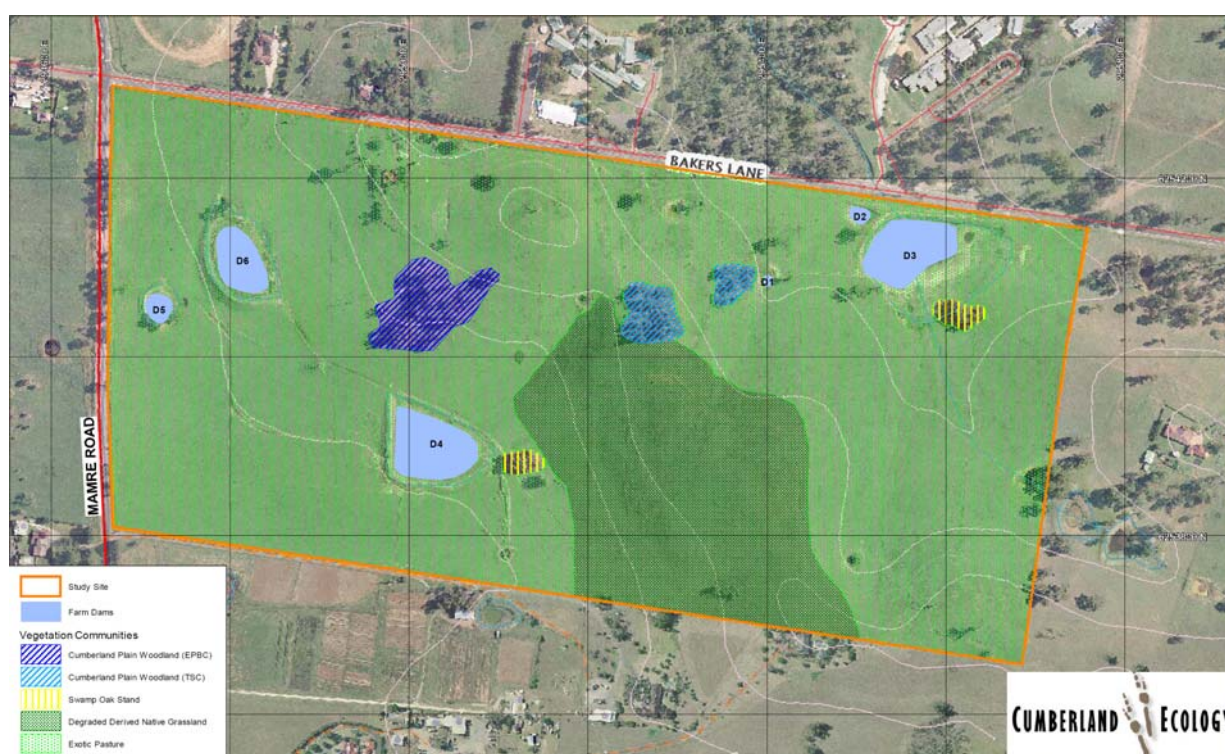 BAKERS LANE
D2
D3
D6
D1
D5
D4
MAMRE ROAD
Study Site
Farm Dams
Vegetation Communities
Cumberland Plain Woodland (EPBC)
Cumberland Plain Woodland (TSC)
Swamp Oak Stand
Degraded Derived Native Grassland
Exotic Pasture
CUMBERLAND ECOLOGY